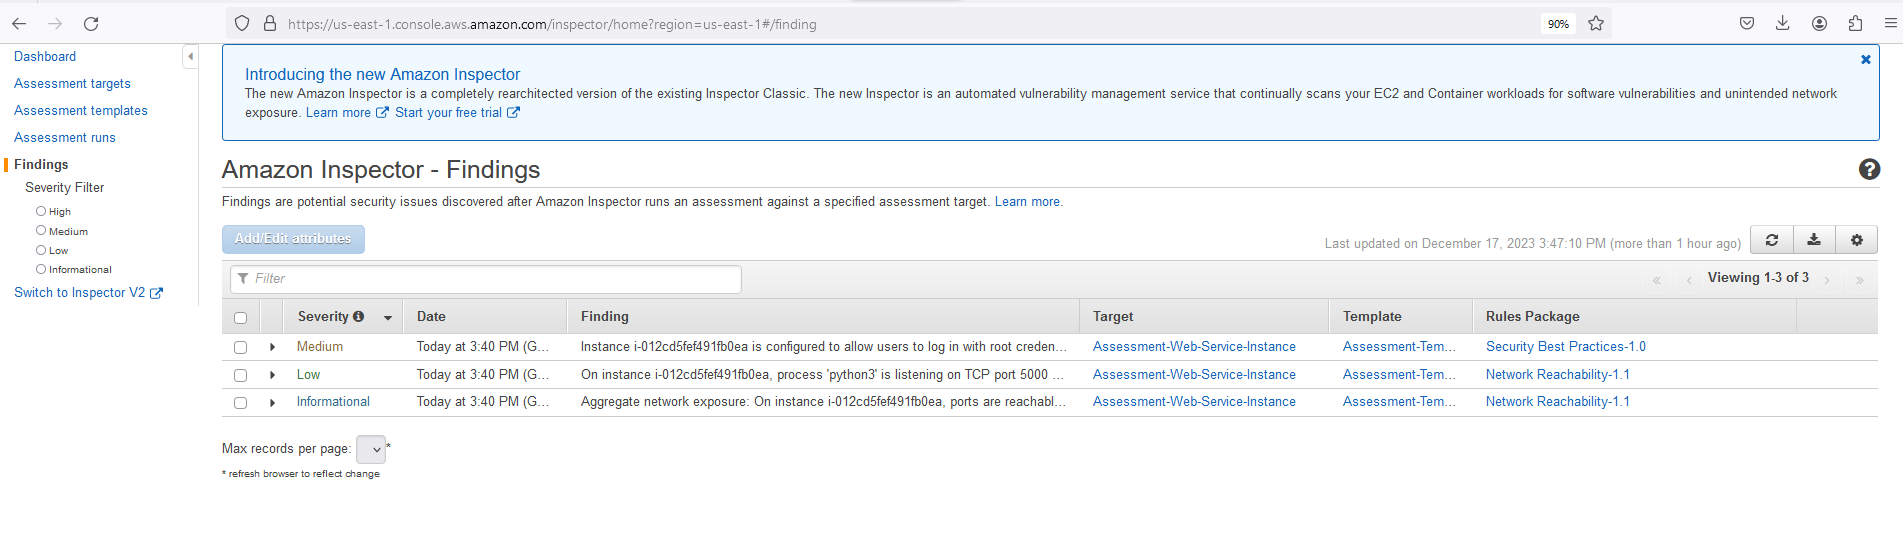 https://us-east-1.console.aws.amazon.com/inspector/home?region=us-east-1#/finding
90%
Dashboard
Assessment targets
Assessment templates
Assessment runs
Findings
Severity Filter
High
Medium
Low
Informational
Switch to Inspector V2
Introducing the new Amazon Inspector
The new Amazon Inspector is a completely rearchitected version of the existing Inspector Classic. The new Inspector is an automated vulnerability management service that continually scans your EC2 and Container workloads for software vulnerabilities and unintended network
exposure. Learn more Start your free trial
Amazon Inspector - Findings
Findings are potential security issues discovered after Amazon Inspector runs an assessment against a specified assessment target. Learn more.
Add/Edit attributes
Last updated on December 17, 2023 3:47:10 PM (more than 1 hour ago)
Filter
« ‹ Viewing 1-3 of 3 › »
Severity Date Finding Target Template Rules Package
Medium Today at 3:40 PM (G... Instance i-012cd5fef491fb0ea is configured to allow users to log in with root creden... Assessment-Web-Service-Instance Assessment-Tem... Security Best Practices-1.0
Low Today at 3:40 PM (G... On instance i-012cd5fef491fb0ea, process 'python3' is listening on TCP port 5000 ... Assessment-Web-Service-Instance Assessment-Tem... Network Reachability-1.1
Informational Today at 3:40 PM (G... Aggregate network exposure: On instance i-012cd5fef491fb0ea, ports are reachabl... Assessment-Web-Service-Instance Assessment-Tem... Network Reachability-1.1
Max records per page: *
* refresh browser to reflect change